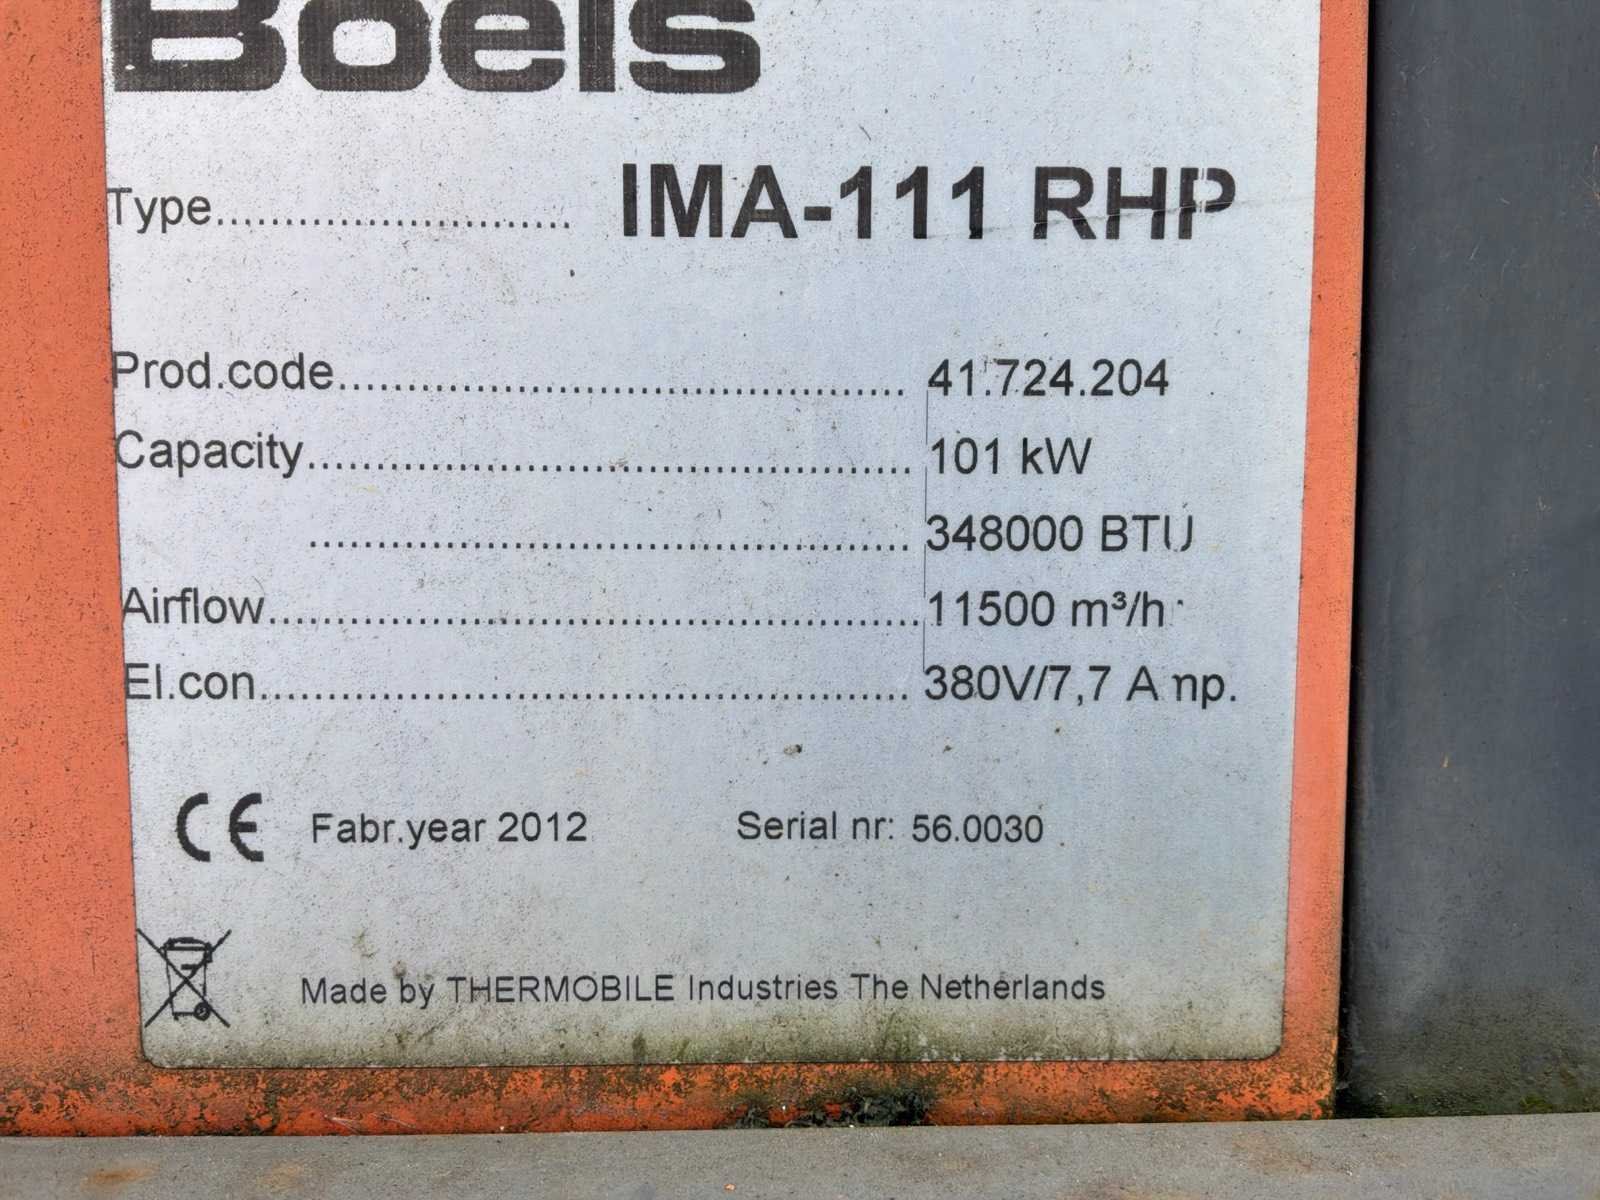 Boels
Type.......................... IMA-111 RHP
Prod.code......................................... 41.724.204
Capacity............................................ 101 kW
............................................ 348000 BTU
Airflow............................................... 11500 m³/h
El.con............................................... 380V/7,7 Amp.
CE Fabr.year 2012 Serial nr: 56.0030
Made by THERMOBILE Industries The Netherlands